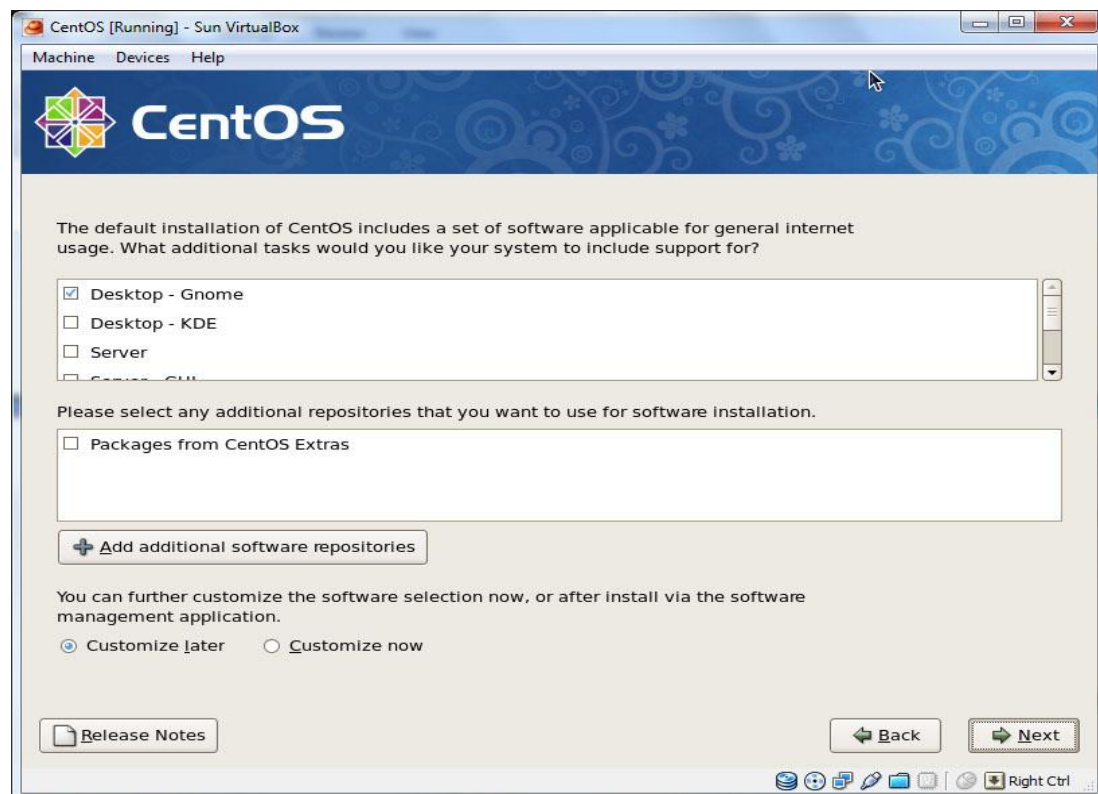 CentOS [Running] - Sun VirtualBox
Machine Devices Help
CentOS
The default installation of CentOS includes a set of software applicable for general internet
usage. What additional tasks would you like your system to include support for?
Desktop - Gnome
Desktop - KDE
Server
Please select any additional repositories that you want to use for software installation.
Packages from CentOS Extras
Add additional software repositories
You can further customize the software selection now, or after install via the software
management application.
Customize later Customize now
Release Notes Back Next
Right Ctrl